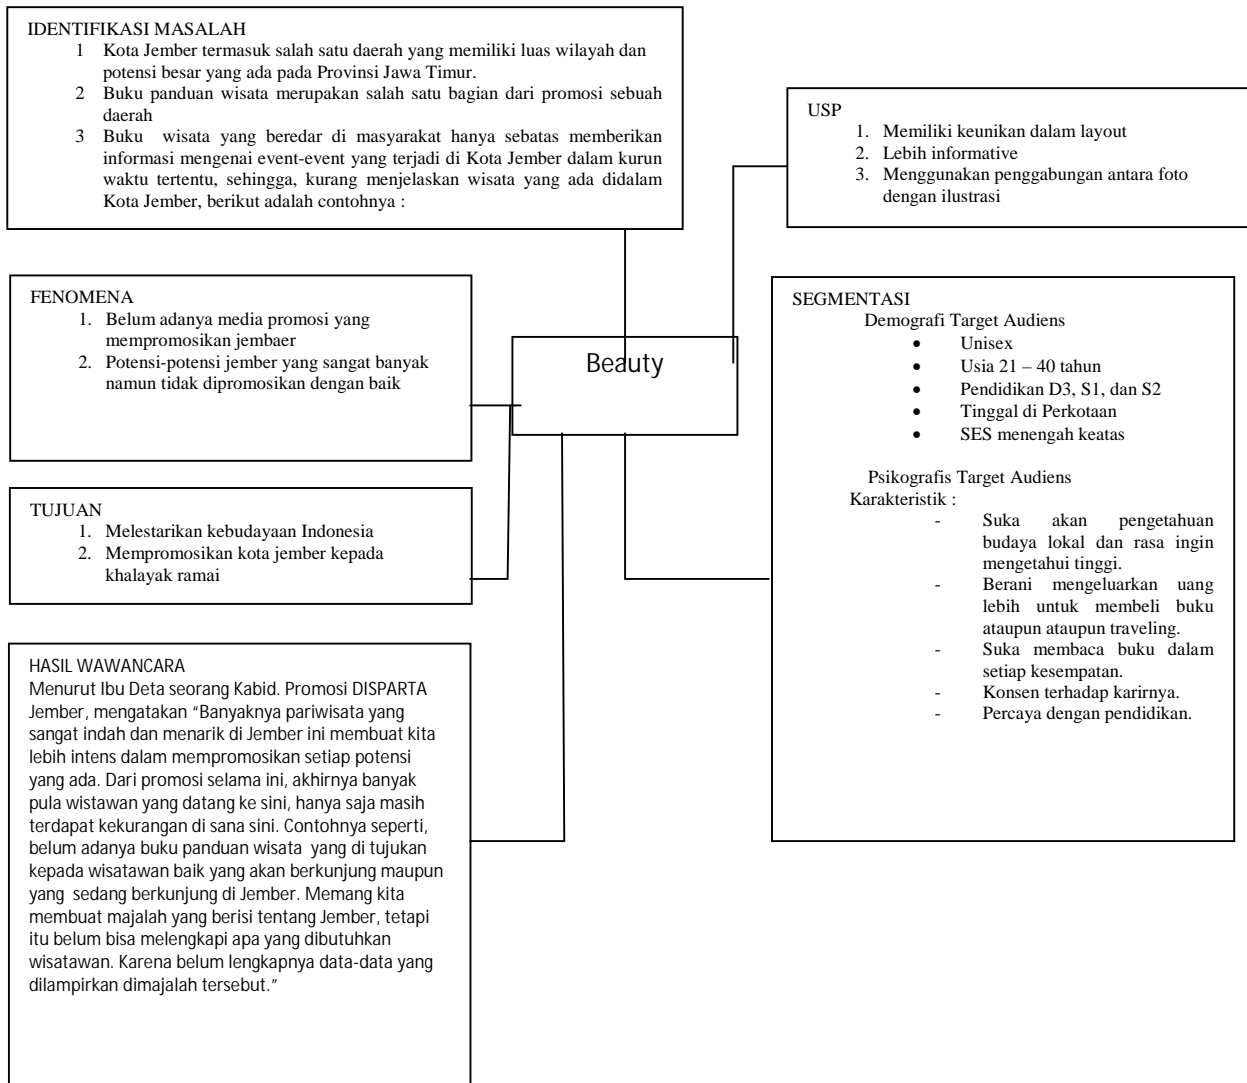 IDENTIFIKASI MASALAH
1 Kota Jember termasuk salah satu daerah yang memiliki luas wilayah dan
potensi besar yang ada pada Provinsi Jawa Timur.
2 Buku panduan wisata merupakan salah satu bagian dari promosi sebuah
daerah
3 Buku wisata yang beredar di masyarakat hanya sebatas memberikan
informasi mengenai event-event yang terjadi di Kota Jember dalam kurun
waktu tertentu, sehingga, kurang menjelaskan wisata yang ada didalam
Kota Jember, berikut adalah contohnya :
USP
1. Memiliki keunikan dalam layout
2. Lebih informative
3. Menggunakan penggabungan antara foto
dengan ilustrasi
FENOMENA
1. Belum adanya media promosi yang
mempromosikan jembaer
2. Potensi-potensi jember yang sangat banyak
namun tidak dipromosikan dengan baik
Beauty
SEGMENTASI
Demografi Target Audiens
• Unisex
• Usia 21 – 40 tahun
• Pendidikan D3, S1, dan S2
• Tinggal di Perkotaan
• SES menengah keatas
Psikografis Target Audiens
Karakteristik :
- Suka akan pengetahuan
budaya lokal dan rasa ingin
mengetahui tinggi.
- Berani mengeluarkan uang
lebih untuk membeli buku
ataupun ataupun traveling.
- Suka membaca buku dalam
setiap kesempatan.
- Konsen terhadap karirnya.
- Percaya dengan pendidikan.
TUJUAN
1. Melestarikan kebudayaan Indonesia
2. Mempromosikan kota jember kepada
khalayak ramai
HASIL WAWANCARA
Menurut Ibu Deta seorang Kabid. Promosi DISPARTA
Jember, mengatakan “Banyaknya pariwisata yang
sangat indah dan menarik di Jember ini membuat kita
lebih intens dalam mempromosikan setiap potensi
yang ada. Dari promosi selama ini, akhirnya banyak
pula wistawan yang datang ke sini, hanya saja masih
terdapat kekurangan di sana sini. Contohnya seperti,
belum adanya buku panduan wisata yang di tujukan
kepada wisatawan baik yang akan berkunjung maupun
yang sedang berkunjung di Jember. Memang kita
membuat majalah yang berisi tentang Jember, tetapi
itu belum bisa melengkapi apa yang dibutuhkan
wisatawan. Karena belum lengkapnya data-data yang
dilampirkan dimajalah tersebut.”